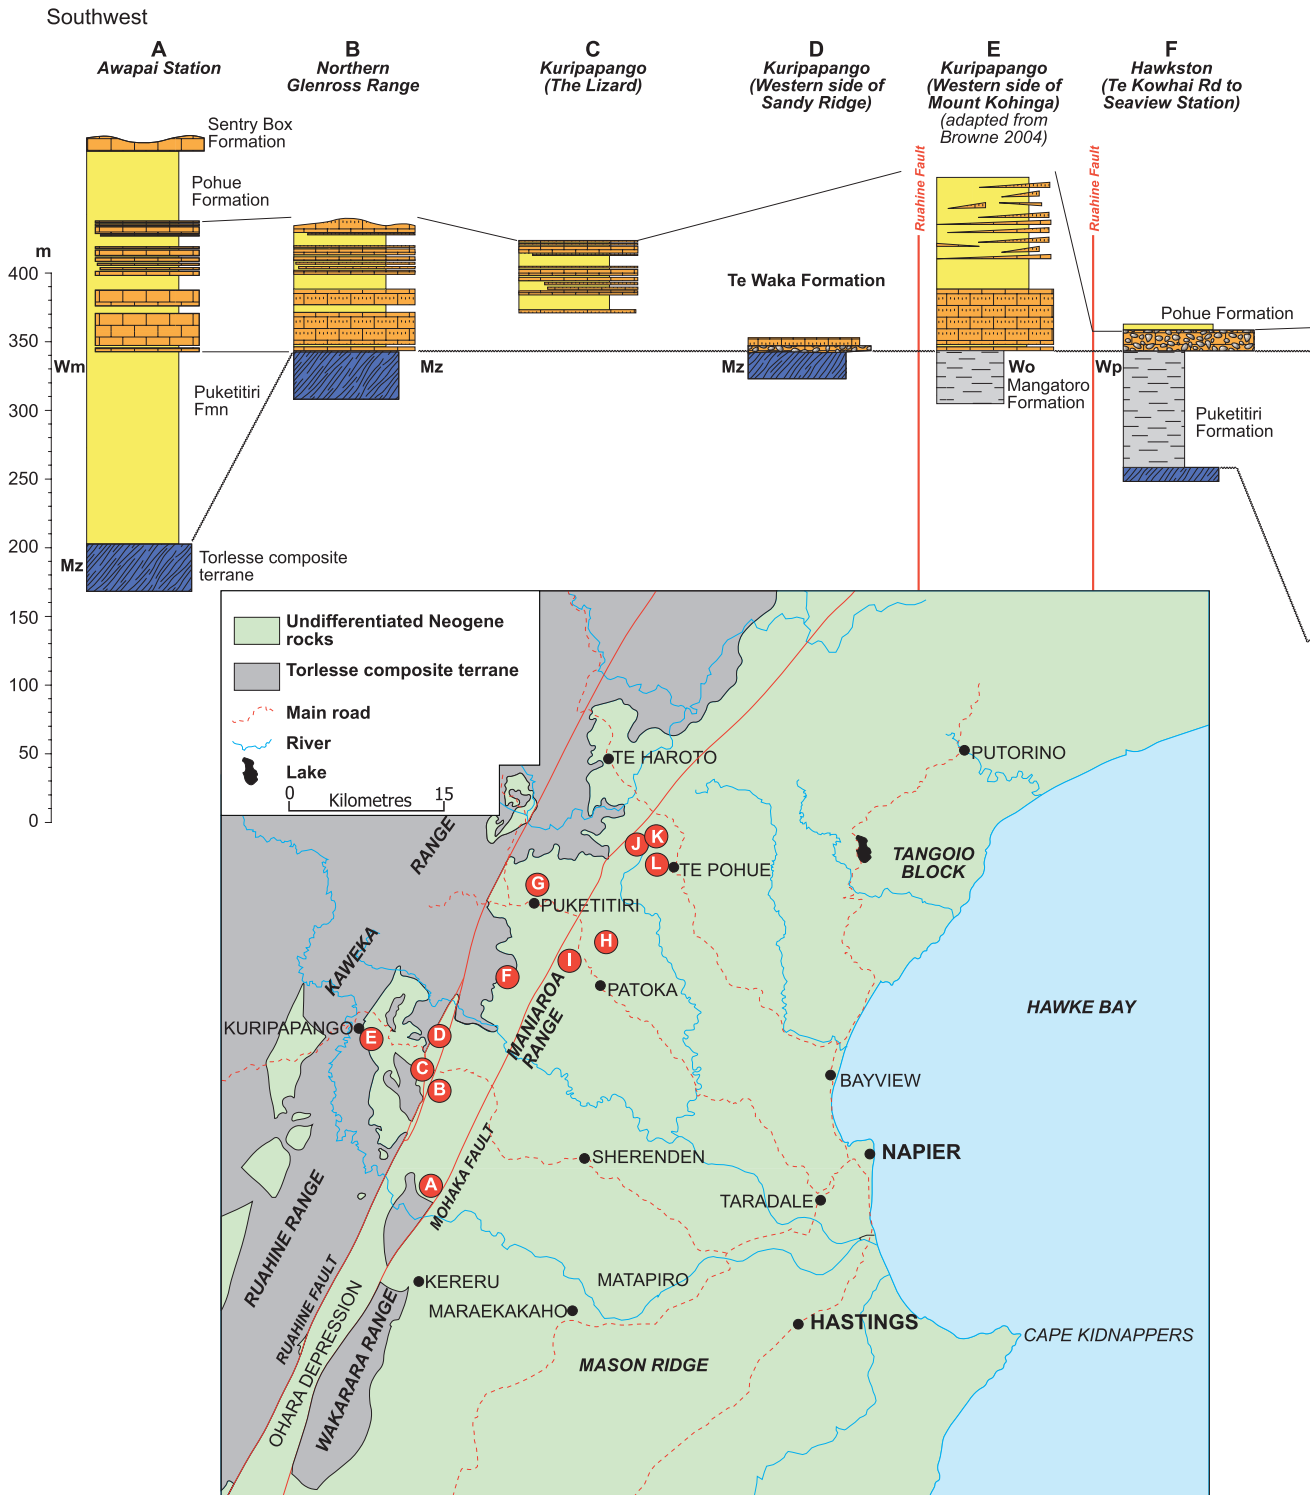 Southwest
A
Awapai Station
B
Northern
Glenross Range
C
Kuripapango
(The Lizard)
D
Kuripapango
(Western side of
Sandy Ridge)
E
Kuripapango
(Western side of
Mount Kohinga)
(adapted from
Browne 2004)
F
Hawkston
(Te Kowhai Rd to
Seaview Station)
Sentry Box
Formation
Pohue
Formation
Ruahine Fault
Ruahine Fault
m
400
350
300
250
200
150
100
50
0
Te Waka Formation
Pohue Formation
Wm
Mz
Mz
Wo
Mangatoro
Formation
Wp
Puketitiri
Fmn
Puketitiri
Formation
Mz
Torlesse composite
terrane
Undifferentiated Neogene
rocks
Torlesse composite terrane
Main road
River
Lake
0 15
Kilometres
TE HAROTO
PUTORINO
RANGE
J
K
L
TE POHUE
TANGOIO
BLOCK
G
PUKETITIRI
KAWEKA
H
I
F
PATOKA
MANIAROA
RANGE
HAWKE BAY
KURIPAPANGO
E
D
C
B
BAYVIEW
NAPIER
SHERENDEN
MOHAKA FAULT
A
TARADALE
RUAHINE RANGE
RUAHINE FAULT
OHARA DEPRESSION
WAKARARA RANGE
KERERU
MATAPIRO
MARAEKAKAHO
HASTINGS
CAPE KIDNAPPERS
MASON RIDGE